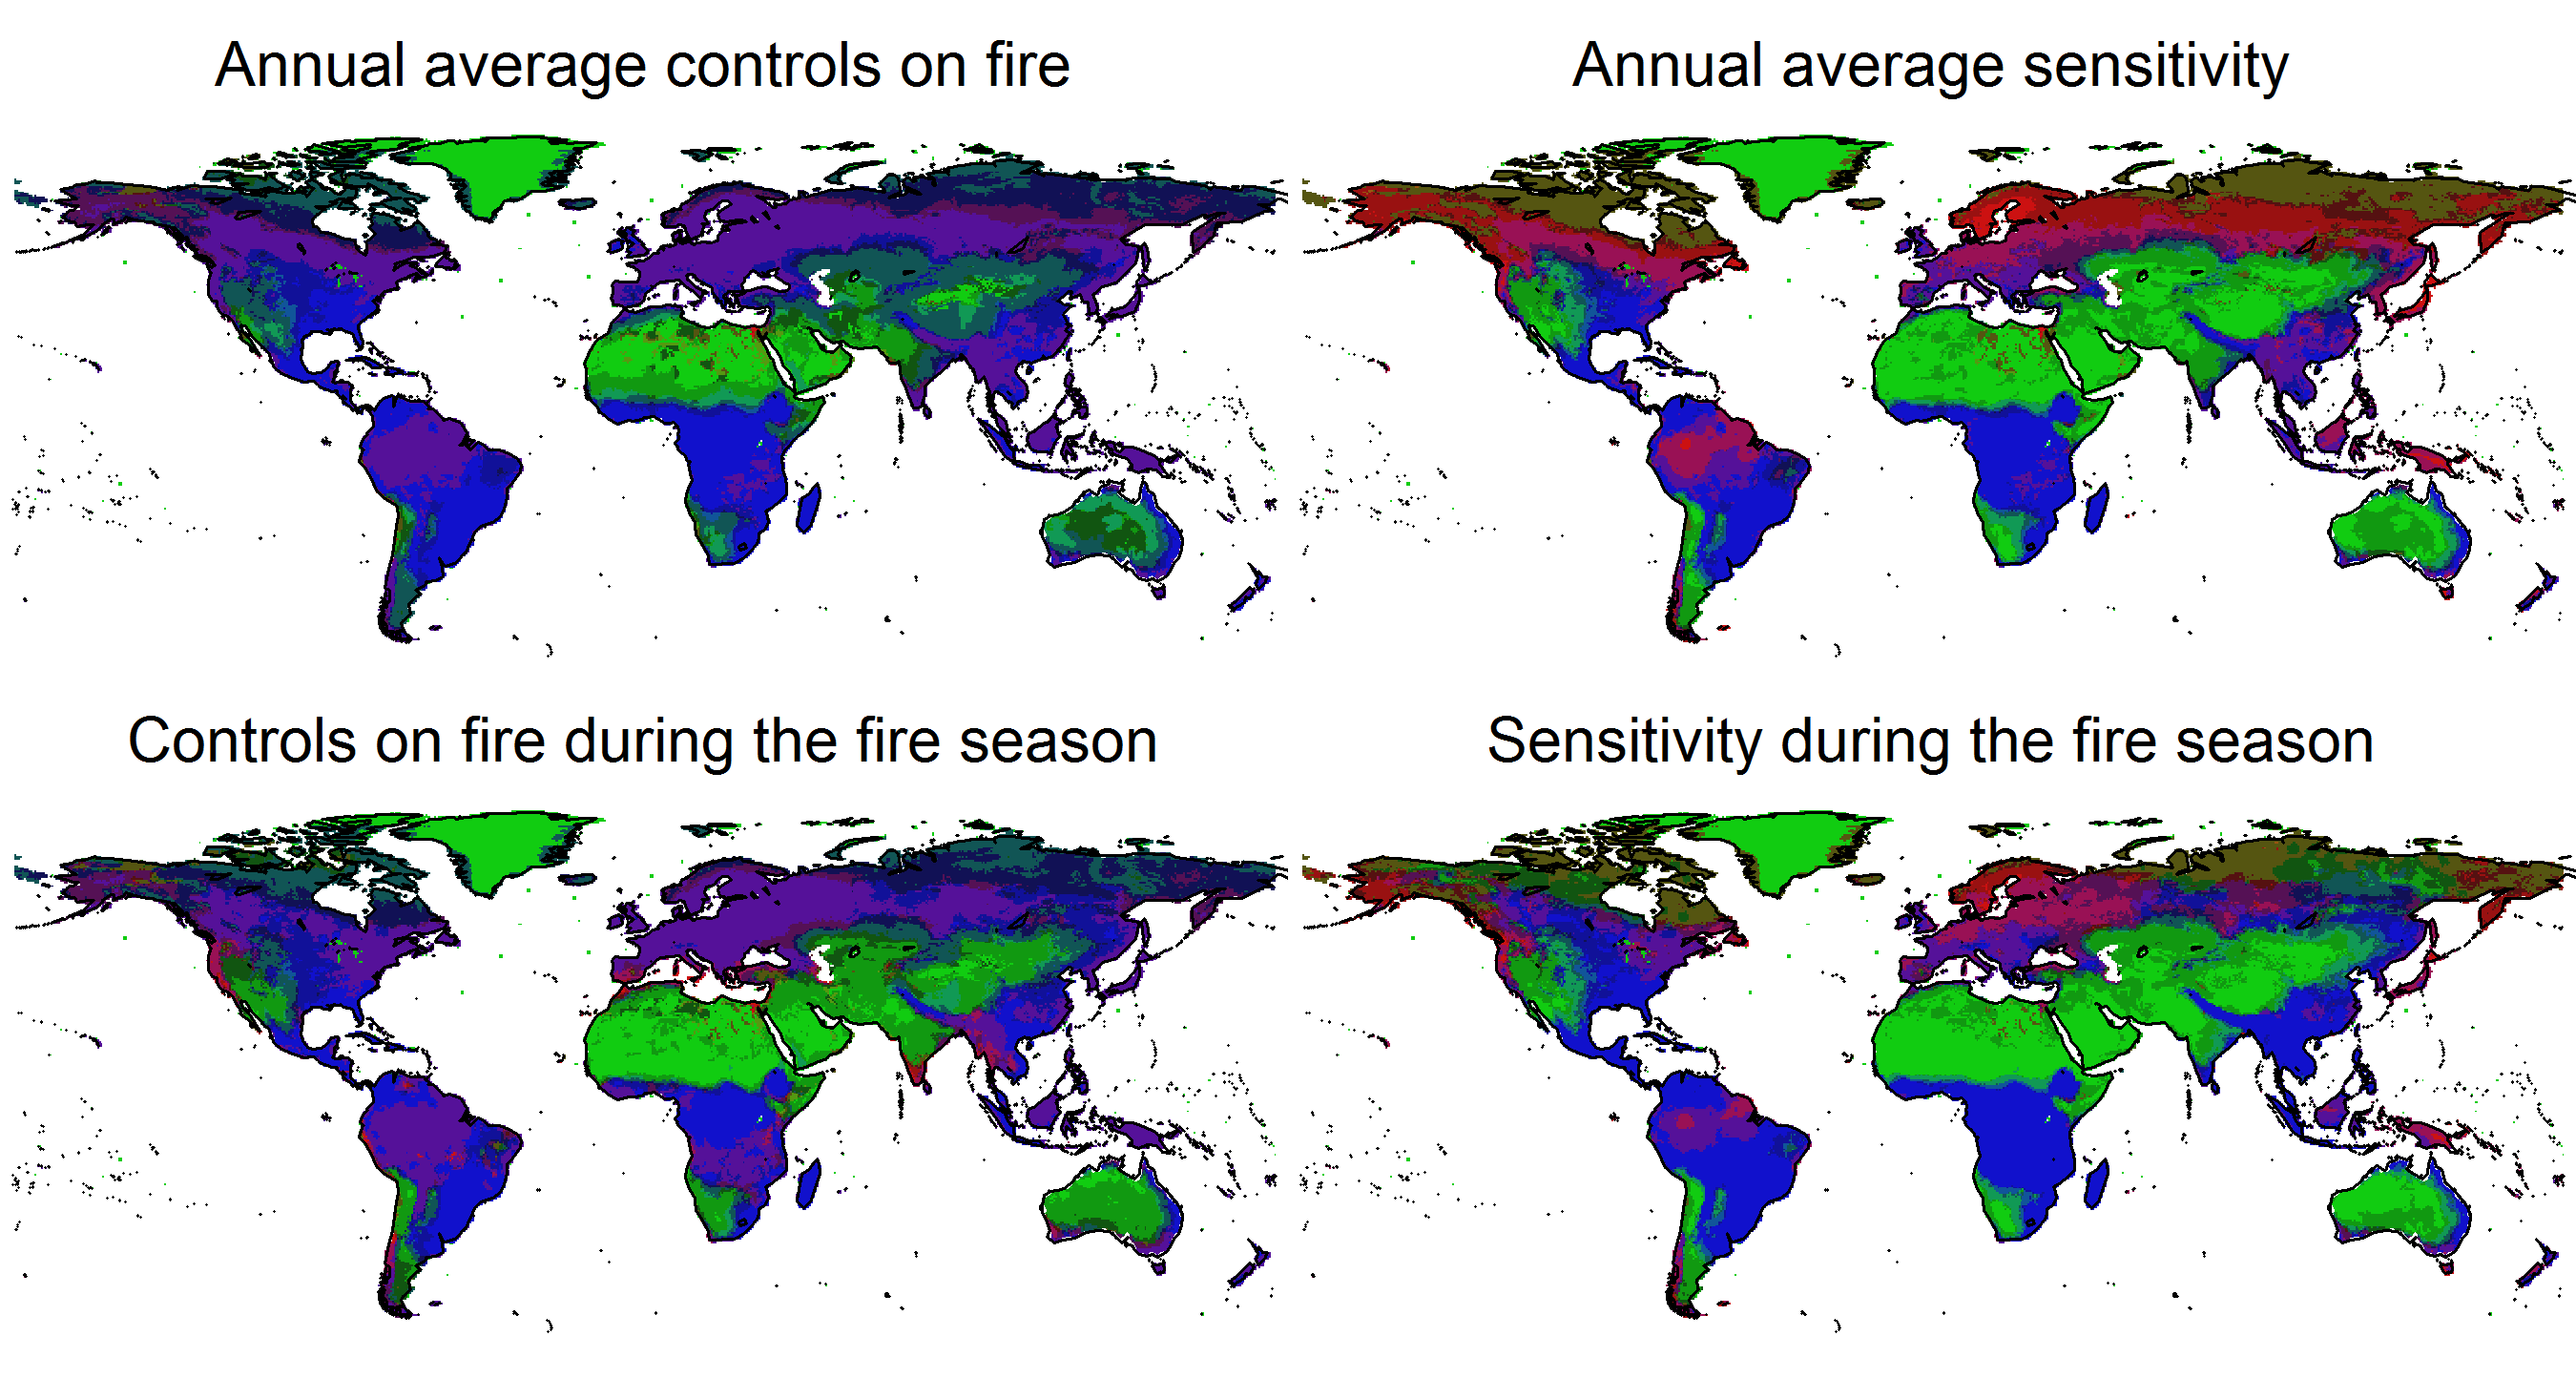 Annual average controls on fire
Annual average sensitivity
Controls on fire during the fire season
Sensitivity during the fire season